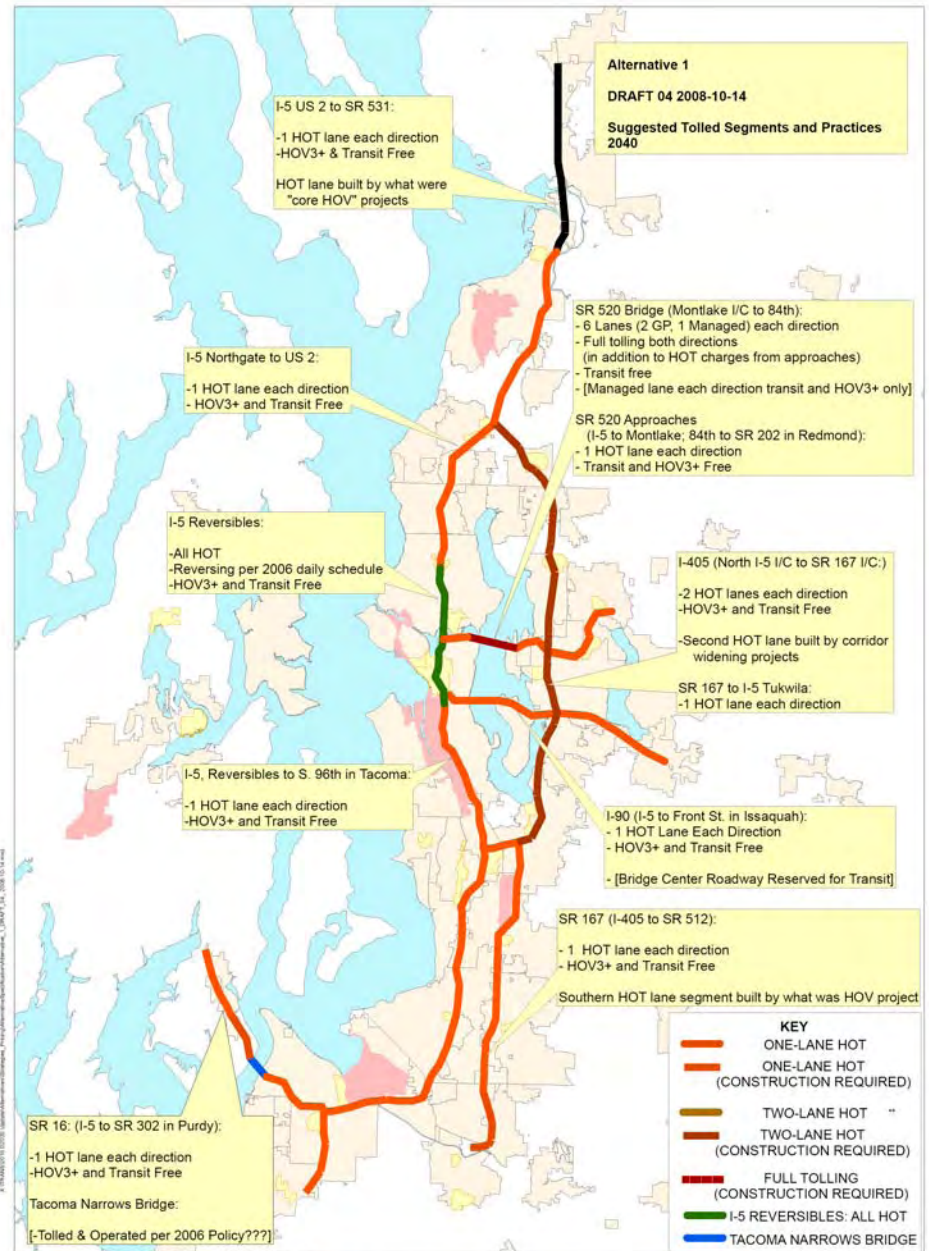 Alternative 1
DRAFT 04 2008-10-14
Suggested Tolled Segments and Practices
2040
I-5 US 2 to SR 531:
-1 HOT lane each direction
-HOV3+ & Transit Free
HOT lane built by what were
"core HOV" projects
SR 520 Bridge (Montlake I/C to 84th):
- 6 Lanes (2 GP, 1 Managed) each direction
- Full tolling both directions
(in addition to HOT charges from approaches)
- Transit free
- [Managed lane each direction transit and HOV3+ only]
SR 520 Approaches
(I-5 to Montlake; 84th to SR 202 in Redmond):
- 1 HOT lane each direction
- Transit and HOV3+ Free
I-5 Northgate to US 2:
-1 HOT lane each direction
- HOV3+ and Transit Free
I-5 Reversibles:
-All HOT
-Reversing per 2006 daily schedule
-HOV3+ and Transit Free
I-405 (North I-5 I/C to SR 167 I/C:)
-2 HOT lanes each direction
-HOV3+ and Transit Free
-Second HOT lane built by corridor
widening projects
SR 167 to I-5 Tukwila:
-1 HOT lane each direction
I-5, Reversibles to S. 96th in Tacoma:
-1 HOT lane each direction
-HOV3+ and Transit Free
I-90 (I-5 to Front St. in Issaquah):
- 1 HOT Lane Each Direction
- HOV3+ and Transit Free
- [Bridge Center Roadway Reserved for Transit]
SR 167 (I-405 to SR 512):
- 1 HOT lane each direction
- HOV3+ and Transit Free
Southern HOT lane segment built by what was HOV project
SR 16: (I-5 to SR 302 in Purdy):
-1 HOT lane each direction
-HOV3+ and Transit Free
Tacoma Narrows Bridge:
[-Tolled & Operated per 2006 Policy???]
KEY
ONE-LANE HOT
ONE-LANE HOT
(CONSTRUCTION REQUIRED)
TWO-LANE HOT "
TWO-LANE HOT
(CONSTRUCTION REQUIRED)
FULL TOLLING
(CONSTRUCTION REQUIRED)
I-5 REVERSIBLES: ALL HOT
TACOMA NARROWS BRIDGE